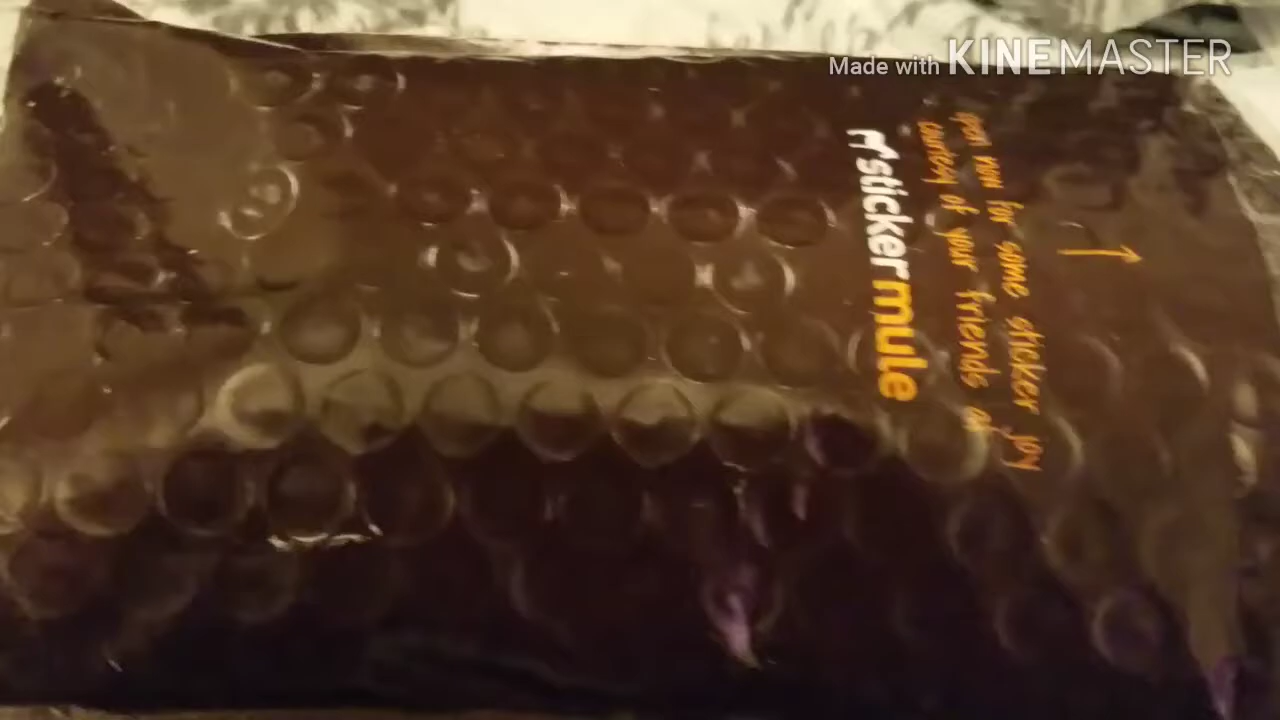 Made with KINEMASTER
open now for some sticker joy
courtesy of your friends at
stickermule